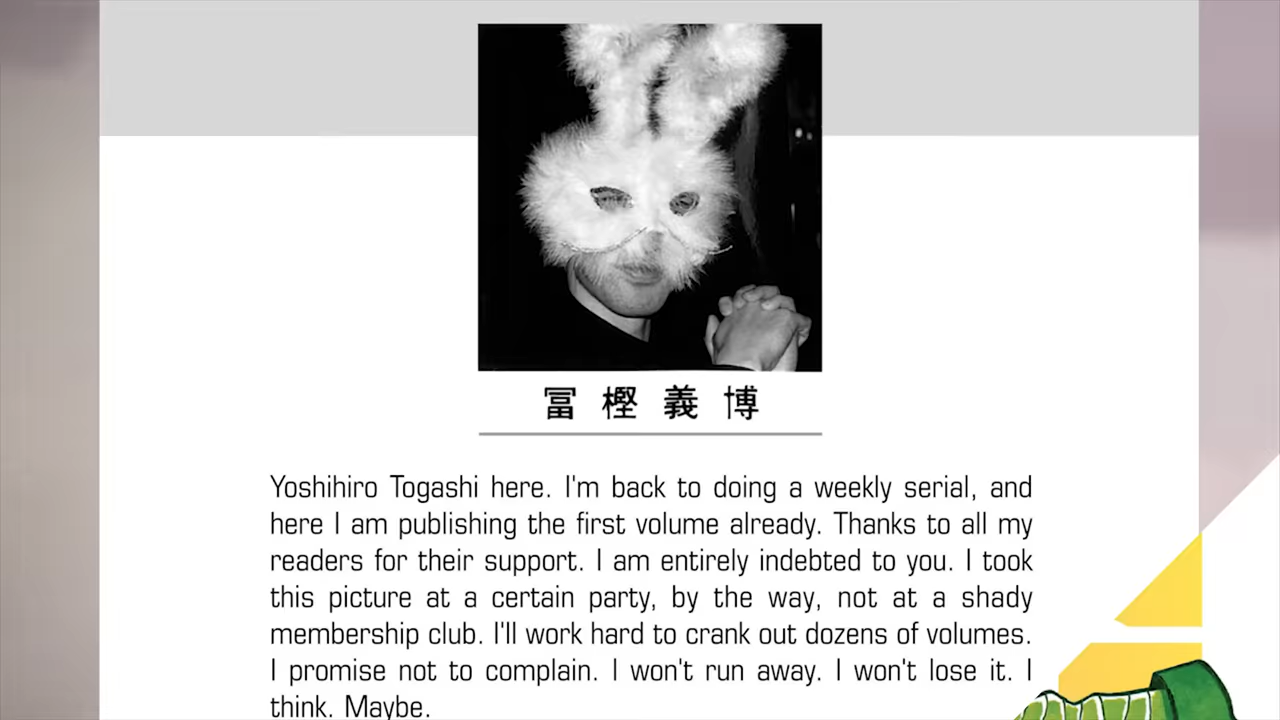 冨樫義博
Yoshihiro Togashi here. I'm back to doing a weekly serial, and
here I am publishing the first volume already. Thanks to all my
readers for their support. I am entirely indebted to you. I took
this picture at a certain party, by the way, not at a shady
membership club. I'll work hard to crank out dozens of volumes.
I promise not to complain. I won't run away. I won't lose it. I
think. Maybe.